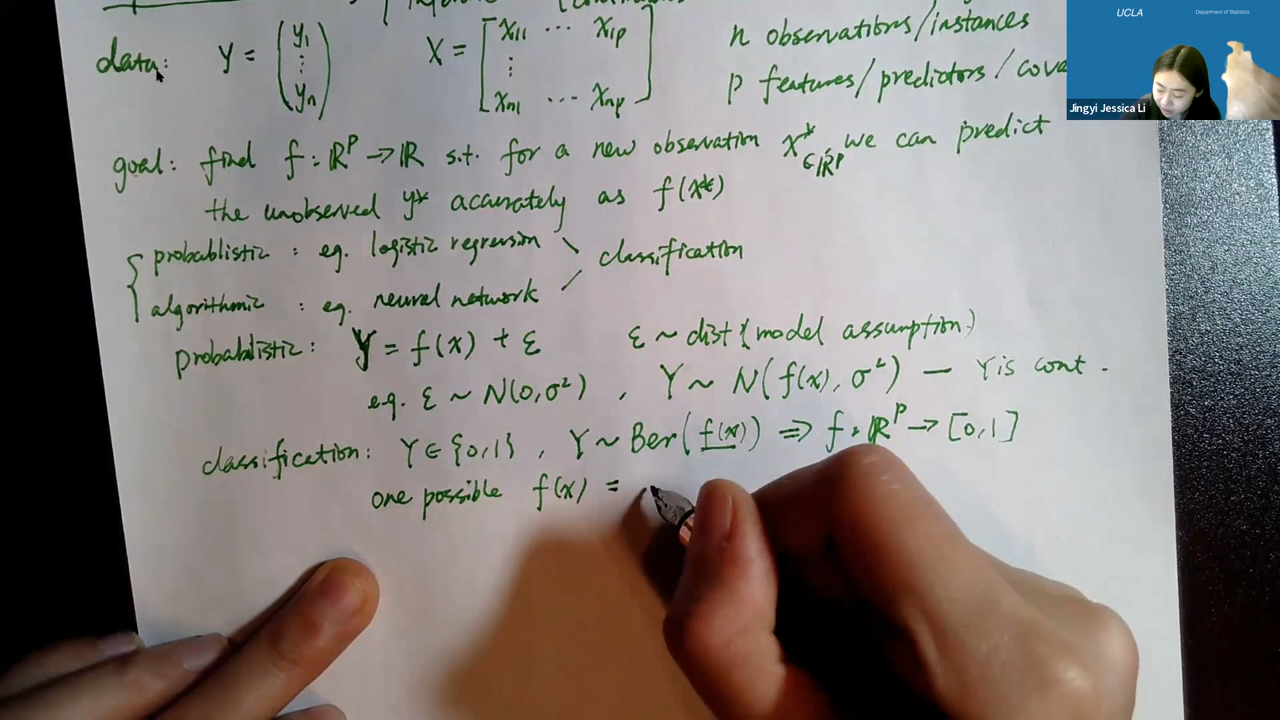 data: Y = (y1 ⋮ yn) X = [x11 ... x1p ⋮ xn1 ... xnp] n observations/instances
p features/predictors/cova
goal: find f: ℝ^p → ℝ s.t. for a new observation x* ∈ℝ^p, we can predict
the unobserved y* accurately as f(x*)
{ probablistic: eg. logistic regression \ classification
algorithmic: eg. neural network /
probablistic: Y = f(x) + ε ε ~ dist (model assumption)
e.g. ε ~ N(0, σ²) , Y ~ N(f(x), σ²) — Y is cont.
classification: Y ∈ {0,1} , Y ~ Ber(f(x)) ⇒ f: ℝ^p → [0,1]
one possible f(x) =
UCLA
Department of Statistics
Jingyi Jessica Li